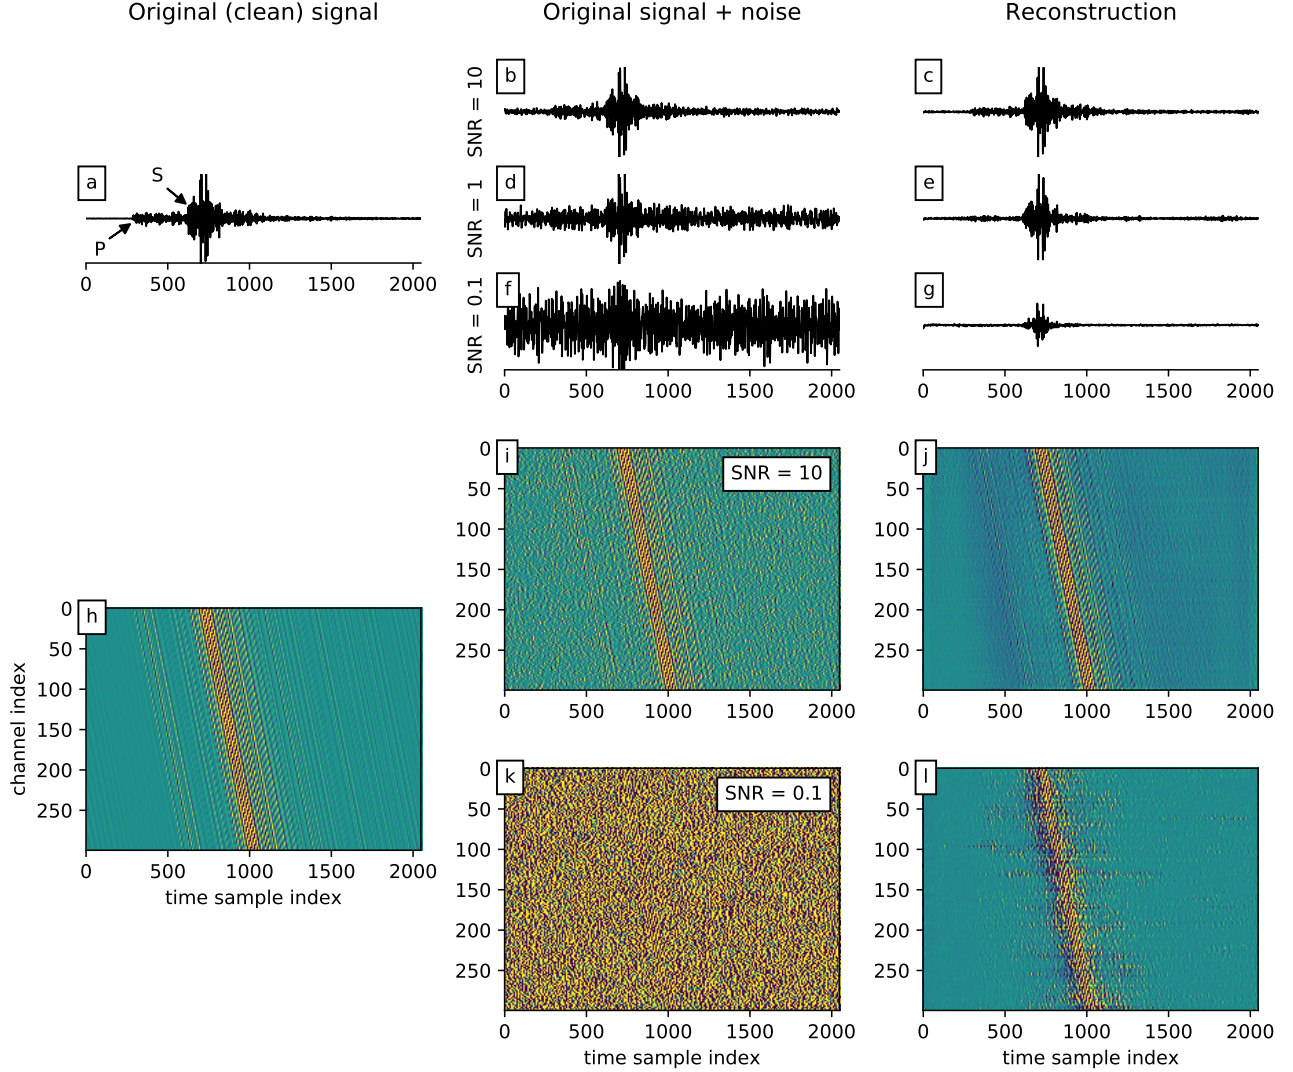 Original (clean) signal
Original signal + noise
Reconstruction
a
S
P
0 500 1000 1500 2000
SNR = 10
b
c
SNR = 1
d
e
SNR = 0.1
f
g
0 500 1000 1500 2000
0 500 1000 1500 2000
h
channel index
0
50
100
150
200
250
0 500 1000 1500 2000
time sample index
i
SNR = 10
0
50
100
150
200
250
0 500 1000 1500 2000
j
0
50
100
150
200
250
0 500 1000 1500 2000
k
SNR = 0.1
0
50
100
150
200
250
0 500 1000 1500 2000
time sample index
l
0
50
100
150
200
250
0 500 1000 1500 2000
time sample index